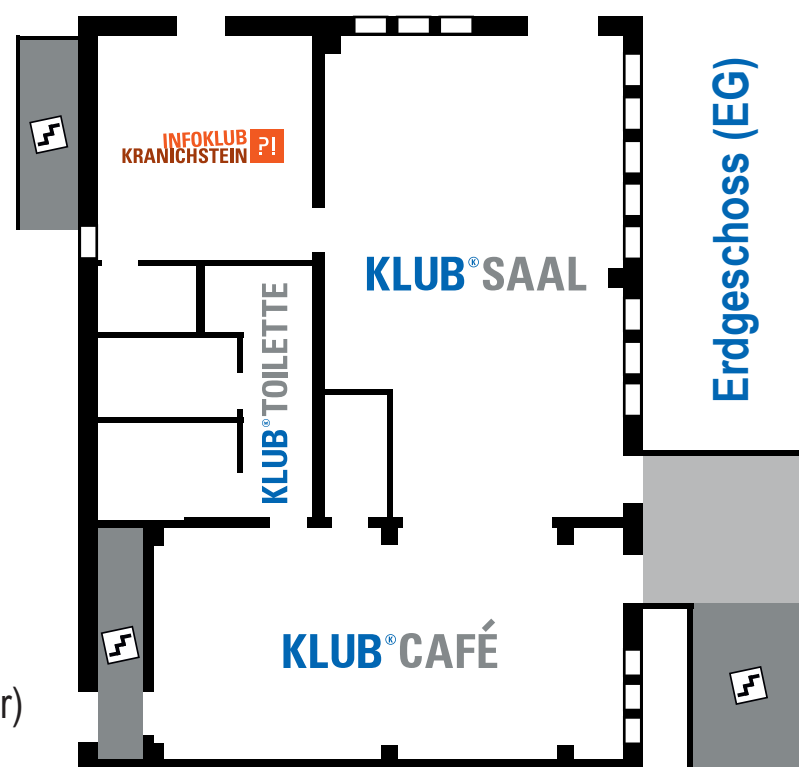 INFOKLUB
KRANICHSTEIN ?!
KLUB®SAAL
Erdgeschoss (EG)
KLUB®TOILETTE
KLUB®CAFÉ
r)